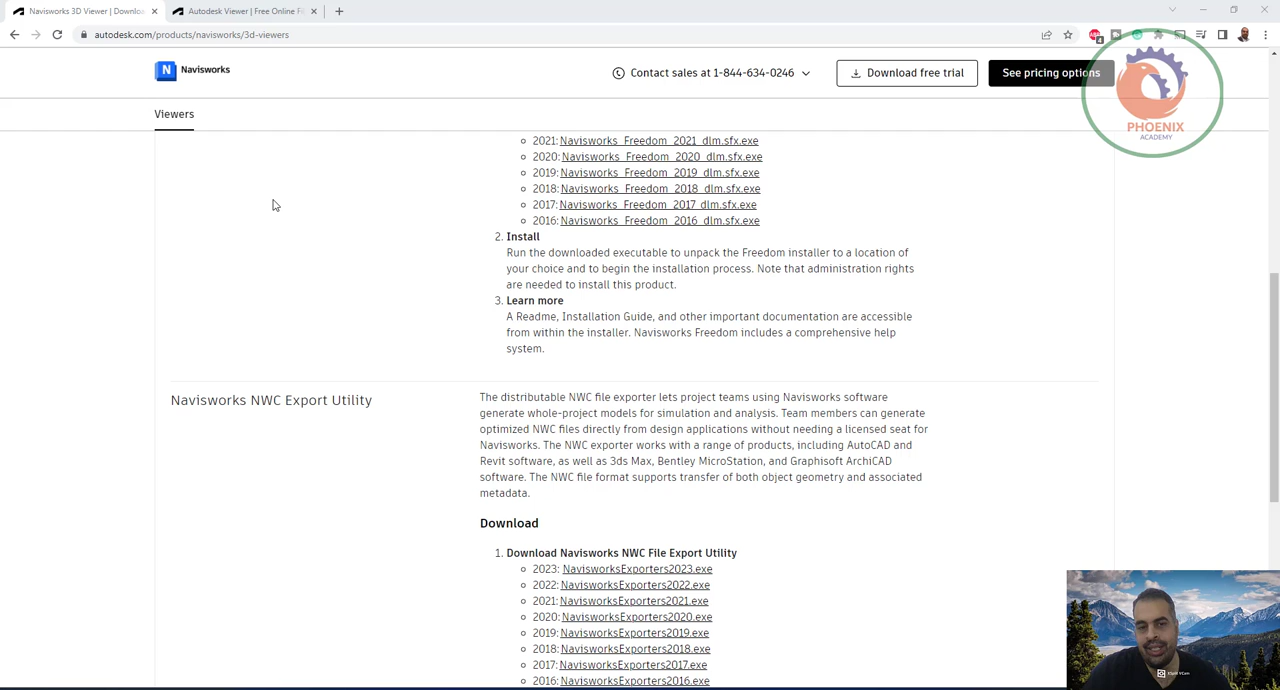 Navisworks 3D Viewer | Downloa
Autodesk Viewer | Free Online Fi
autodesk.com/products/navisworks/3d-viewers
N Navisworks
Contact sales at 1-844-634-0246
Download free trial
See pricing options
Viewers
PHOENIX
ACADEMY
2021: Navisworks_Freedom_2021_dlm.sfx.exe
2020: Navisworks_Freedom_2020_dlm.sfx.exe
2019: Navisworks_Freedom_2019_dlm.sfx.exe
2018: Navisworks_Freedom_2018_dlm.sfx.exe
2017: Navisworks_Freedom_2017_dlm.sfx.exe
2016: Navisworks_Freedom_2016_dlm.sfx.exe
2. Install
Run the downloaded executable to unpack the Freedom installer to a location of
your choice and to begin the installation process. Note that administration rights
are needed to install this product.
3. Learn more
A Readme, Installation Guide, and other important documentation are accessible
from within the installer. Navisworks Freedom includes a comprehensive help
system.
Navisworks NWC Export Utility
The distributable NWC file exporter lets project teams using Navisworks software
generate whole-project models for simulation and analysis. Team members can generate
optimized NWC files directly from design applications without needing a licensed seat for
Navisworks. The NWC exporter works with a range of products, including AutoCAD and
Revit software, as well as 3ds Max, Bentley MicroStation, and Graphisoft ArchiCAD
software. The NWC file format supports transfer of both object geometry and associated
metadata.
Download
1. Download Navisworks NWC File Export Utility
2023: NavisworksExporters2023.exe
2022: NavisworksExporters2022.exe
2021: NavisworksExporters2021.exe
2020: NavisworksExporters2020.exe
2019: NavisworksExporters2019.exe
2018: NavisworksExporters2018.exe
2017: NavisworksExporters2017.exe
2016: NavisworksExporters2016.exe
XSplit VCam